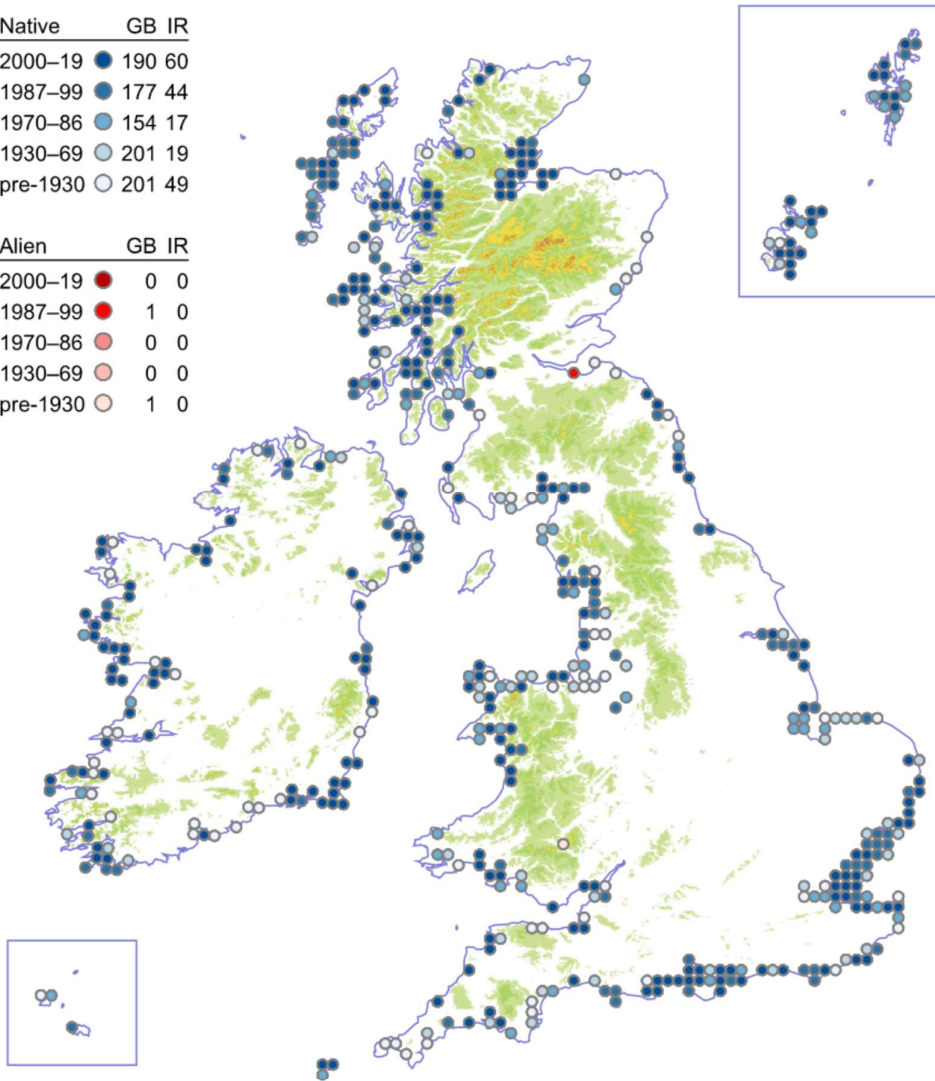 Native GB IR
2000–19 190 60
1987–99 177 44
1970–86 154 17
1930–69 201 19
pre-1930 201 49
Alien GB IR
2000–19 0 0
1987–99 1 0
1970–86 0 0
1930–69 0 0
pre-1930 1 0